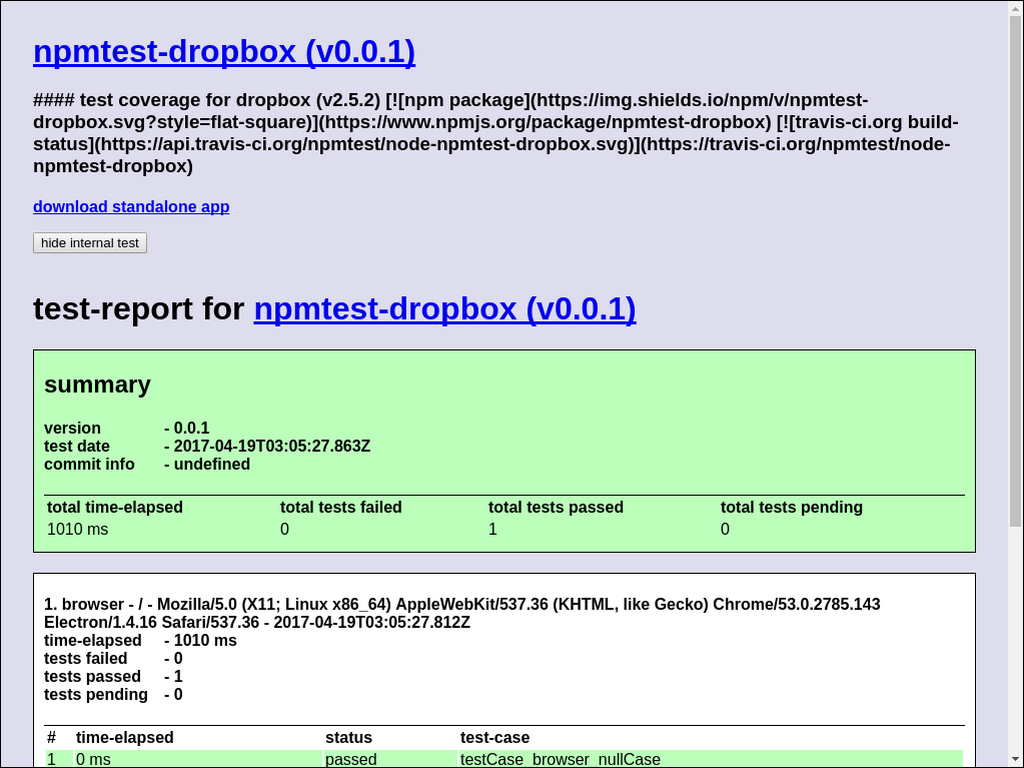 npmtest-dropbox (v0.0.1)
#### test coverage for dropbox (v2.5.2) [![npm package](https://img.shields.io/npm/v/npmtest-
dropbox.svg?style=flat-square)](https://www.npmjs.org/package/npmtest-dropbox) [![travis-ci.org build-
status](https://api.travis-ci.org/npmtest/node-npmtest-dropbox.svg)](https://travis-ci.org/npmtest/node-
npmtest-dropbox)
download standalone app
hide internal test
test-report for npmtest-dropbox (v0.0.1)
summary
version - 0.0.1
test date - 2017-04-19T03:05:27.863Z
commit info - undefined
total time-elapsed total tests failed total tests passed total tests pending
1010 ms 0 1 0
1. browser - / - Mozilla/5.0 (X11; Linux x86_64) AppleWebKit/537.36 (KHTML, like Gecko) Chrome/53.0.2785.143
Electron/1.4.16 Safari/537.36 - 2017-04-19T03:05:27.812Z
time-elapsed - 1010 ms
tests failed - 0
tests passed - 1
tests pending - 0
# time-elapsed status test-case
1 0 ms passed testCase_browser_nullCase